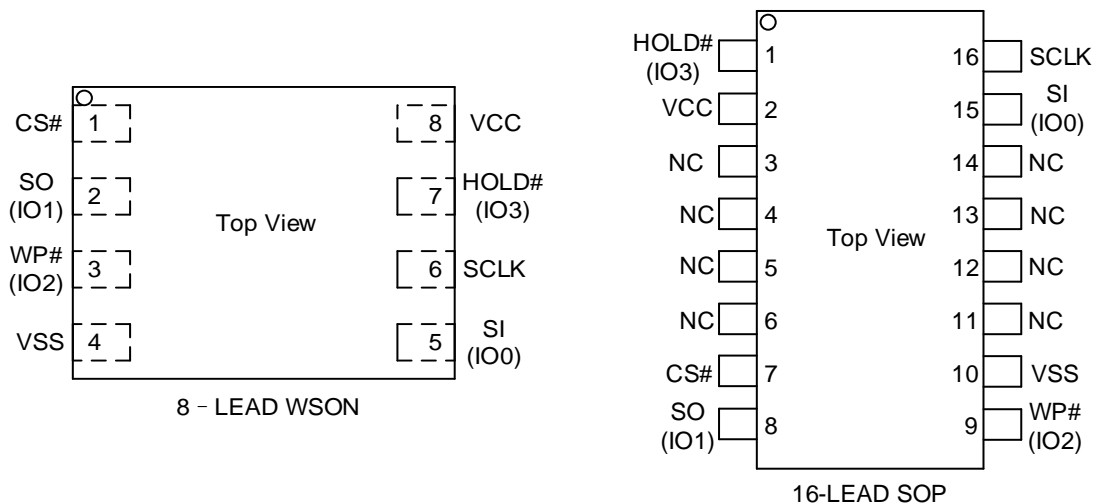 CS#
1
8
VCC
SO
(IO1)
2
7
HOLD#
(IO3)
Top View
WP#
(IO2)
3
6
SCLK
VSS
4
5
SI
(IO0)
8 – LEAD WSON
HOLD#
(IO3)
1
16
SCLK
VCC
2
15
SI
(IO0)
NC
3
14
NC
NC
4
13
NC
Top View
NC
5
12
NC
NC
6
11
NC
CS#
7
10
VSS
SO
(IO1)
8
9
WP#
(IO2)
16-LEAD SOP